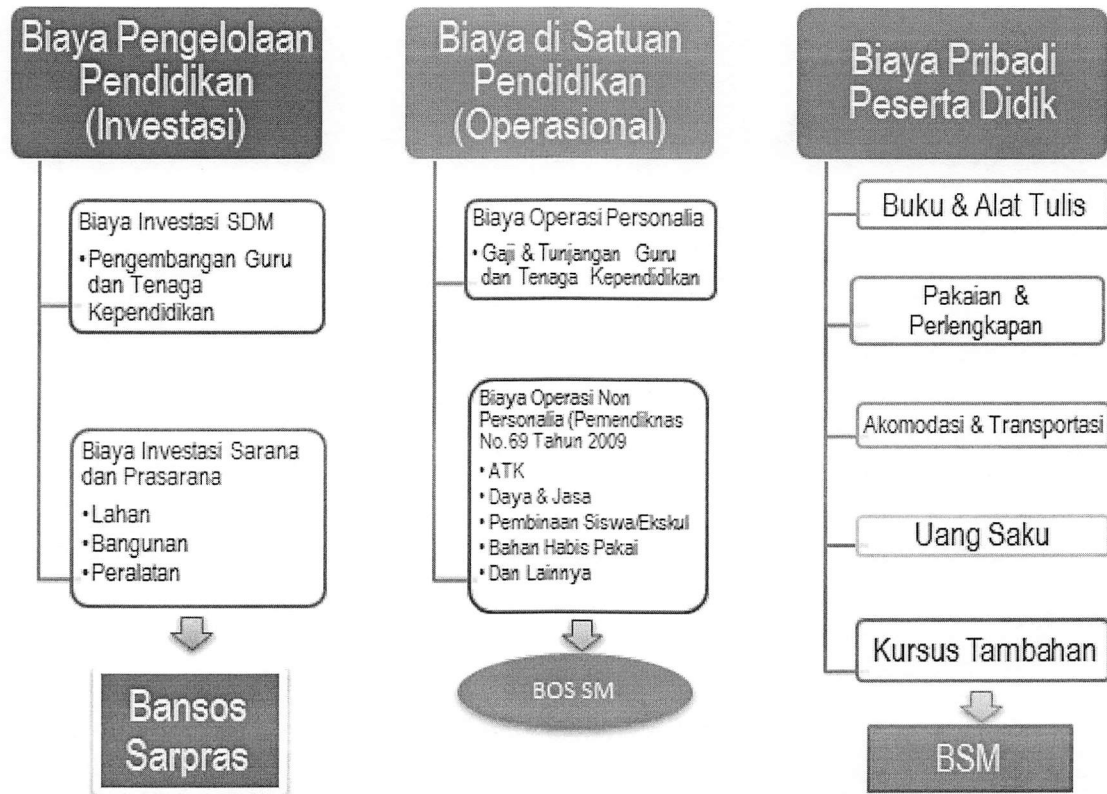 Biaya Pengelolaan
Pendidikan
(Investasi)
Biaya Investasi SDM
•Pengembangan Guru
dan Tenaga
Kependidikan
Biaya Investasi Sarana
dan Prasarana
•Lahan
•Bangunan
•Peralatan
Bansos
Sarpras
Biaya di Satuan
Pendidikan
(Operasional)
Biaya Operasi Personalia
•Gaji & Tunjangan Guru
dan Tenaga Kependidikan
Biaya Operasi Non
Personalia (Pemendiknas
No.69 Tahun 2009
•ATK
•Daya & Jasa
•Pembinaan Siswa/Ekskul
•Bahan Habis Pakai
•Dan Lainnya
BOS SM
Biaya Pribadi
Peserta Didik
Buku & Alat Tulis
Pakaian &
Perlengkapan
Akomodasi & Transportasi
Uang Saku
Kursus Tambahan
BSM